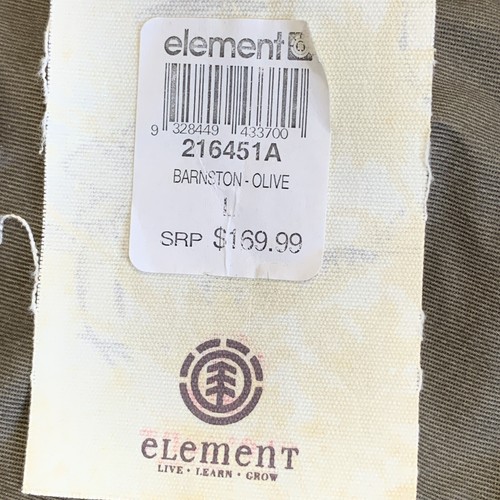 element
9 328449 433700
216451A
BARNSTON-OLIVE
L
SRP $169.99
eLement
LIVE • LEARN • GROW